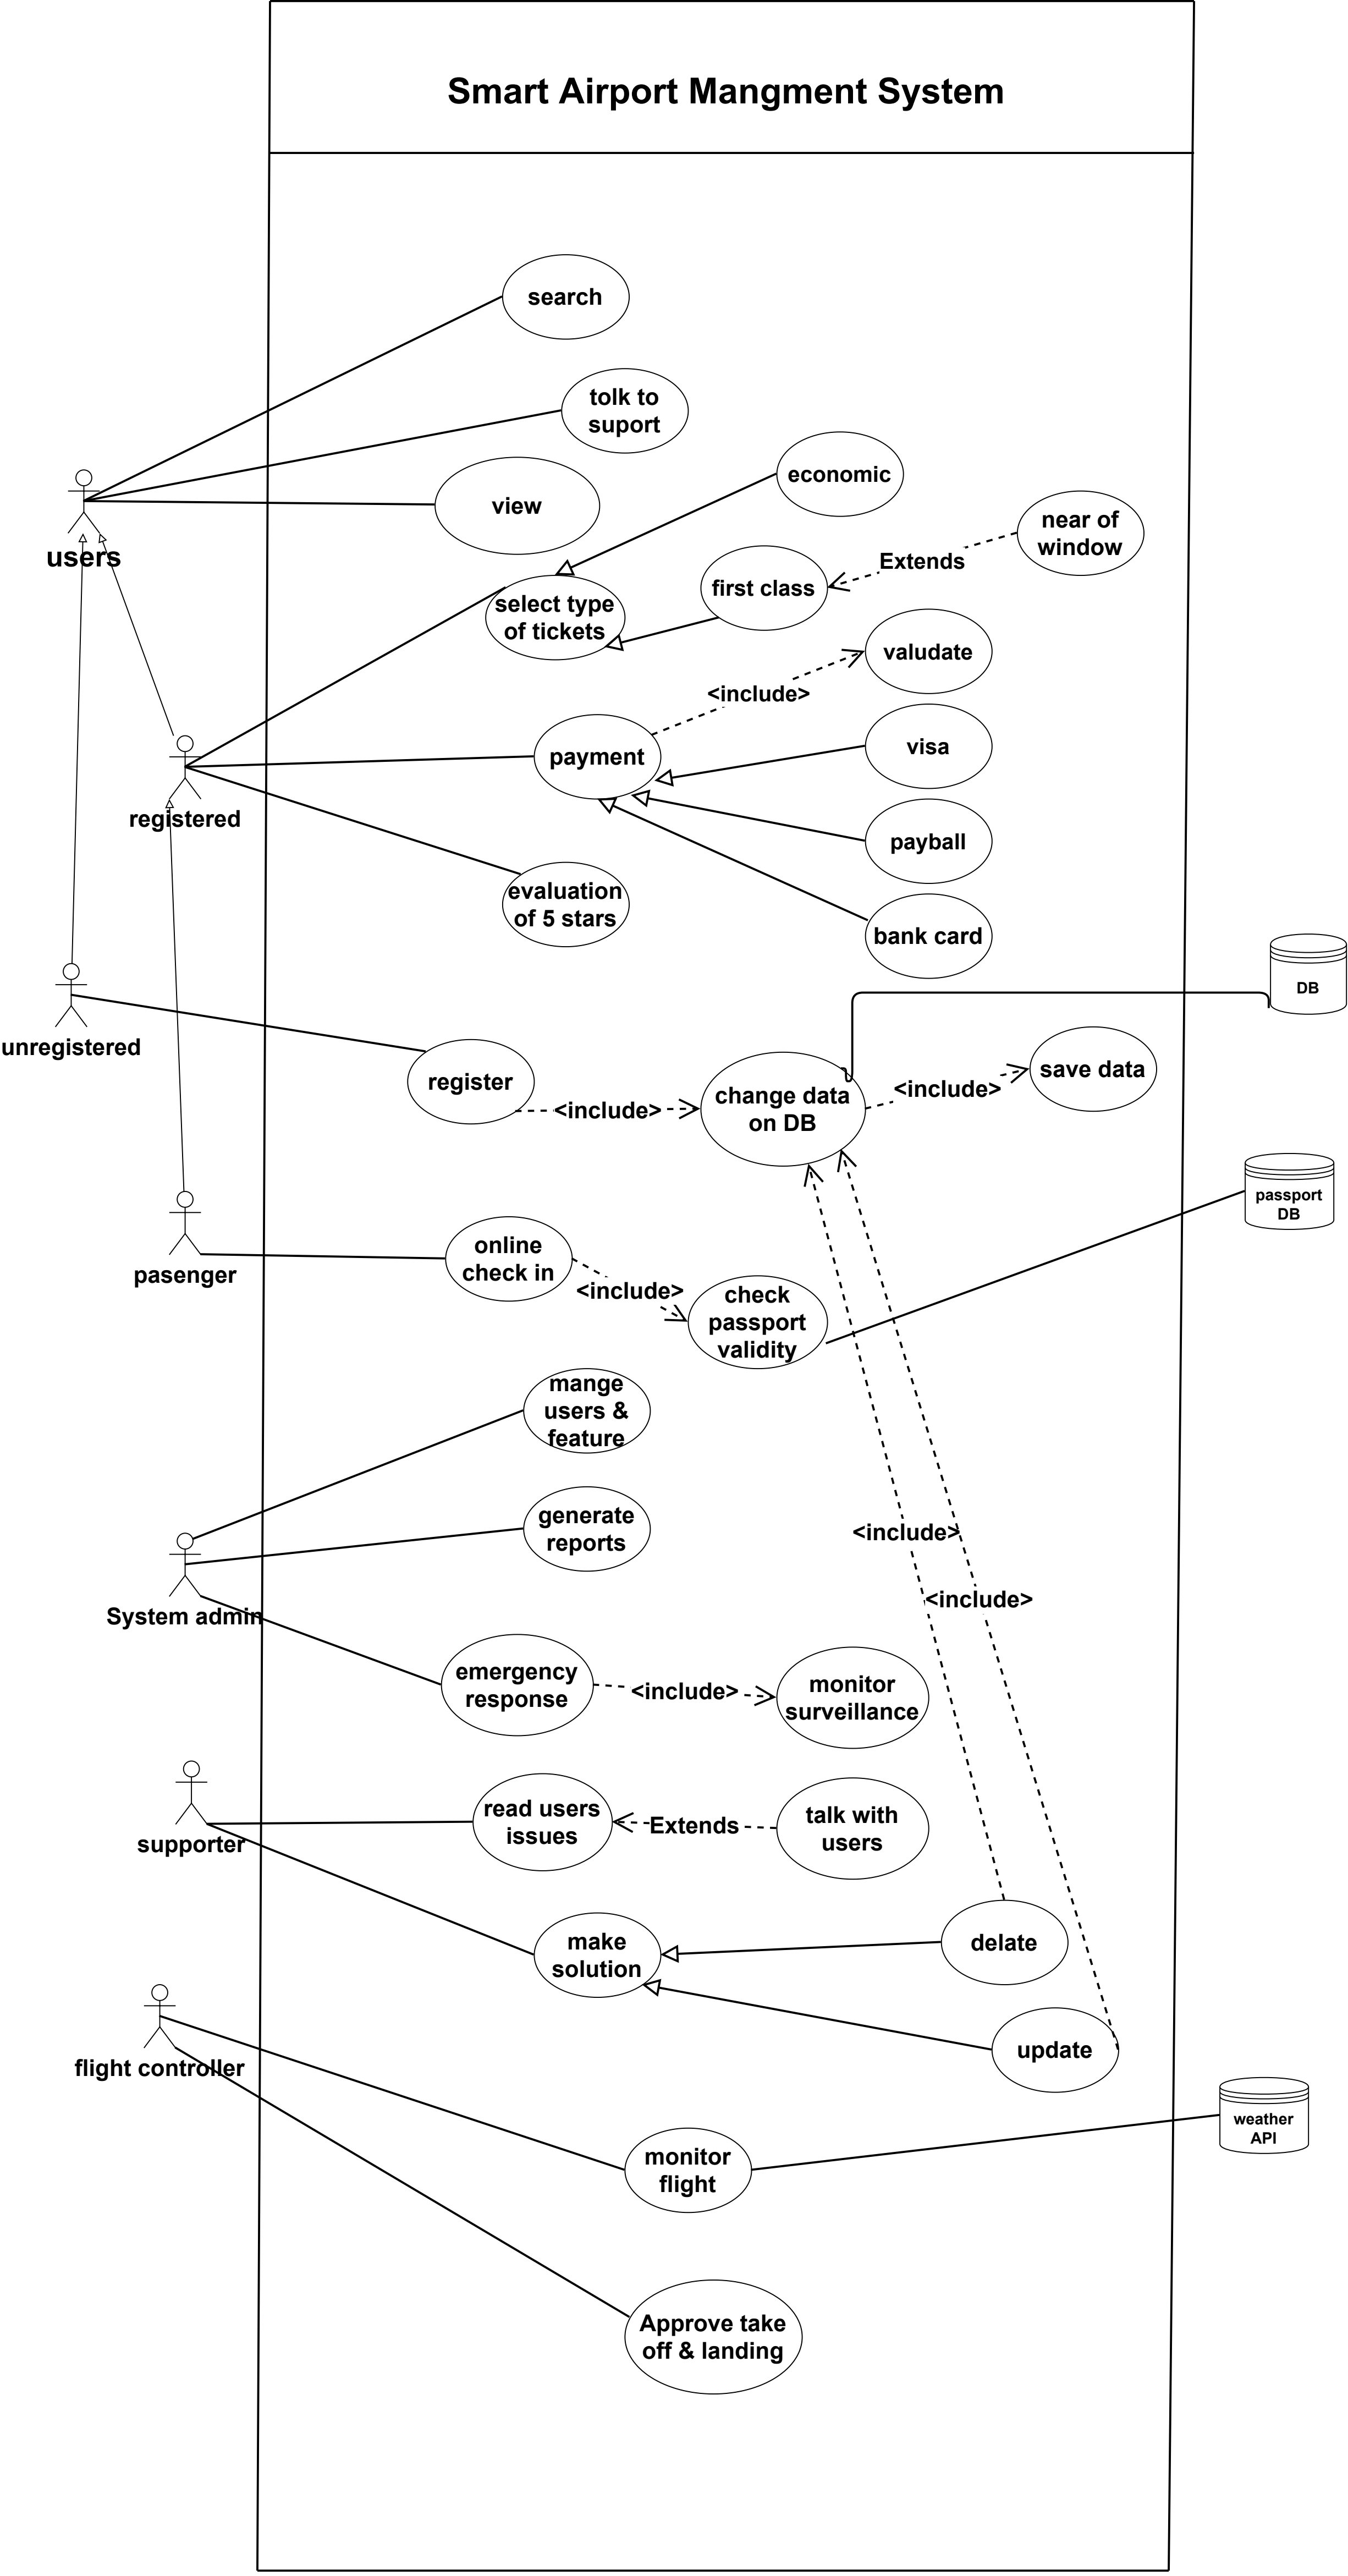 Smart Airport Mangment System
search
tolk to
suport
economic
view
near of
window
users
Extends
first class
select type
of tickets
valudate
<include>
visa
payment
registered
payball
evaluation
of 5 stars
bank card
DB
unregistered
save data
register
<include>
change data
on DB
<include>
passport
DB
pasenger
online
check in
<include>
check
passport
validity
mange
users &
feature
generate
reports
<include>
<include>
System admin
emergency
response
<include>
monitor
surveillance
supporter
read users
issues
Extends
talk with
users
make
solution
delate
flight controller
update
weather
API
monitor
flight
Approve take
off & landing